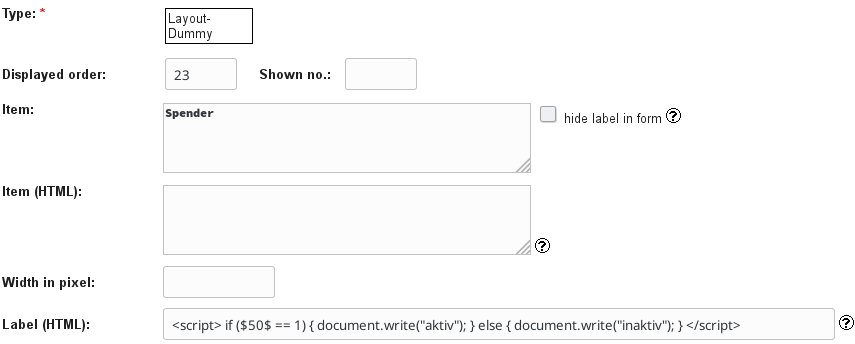 Type: *
Layout-
Dummy
Displayed order: 23 Shown no.:
Item:
Spender
hide label in form ?
Item (HTML):
?
Width in pixel:
Label (HTML): <script> if ($50$ == 1) { document.write("aktiv"); } else { document.write("inaktiv"); } </script> ?